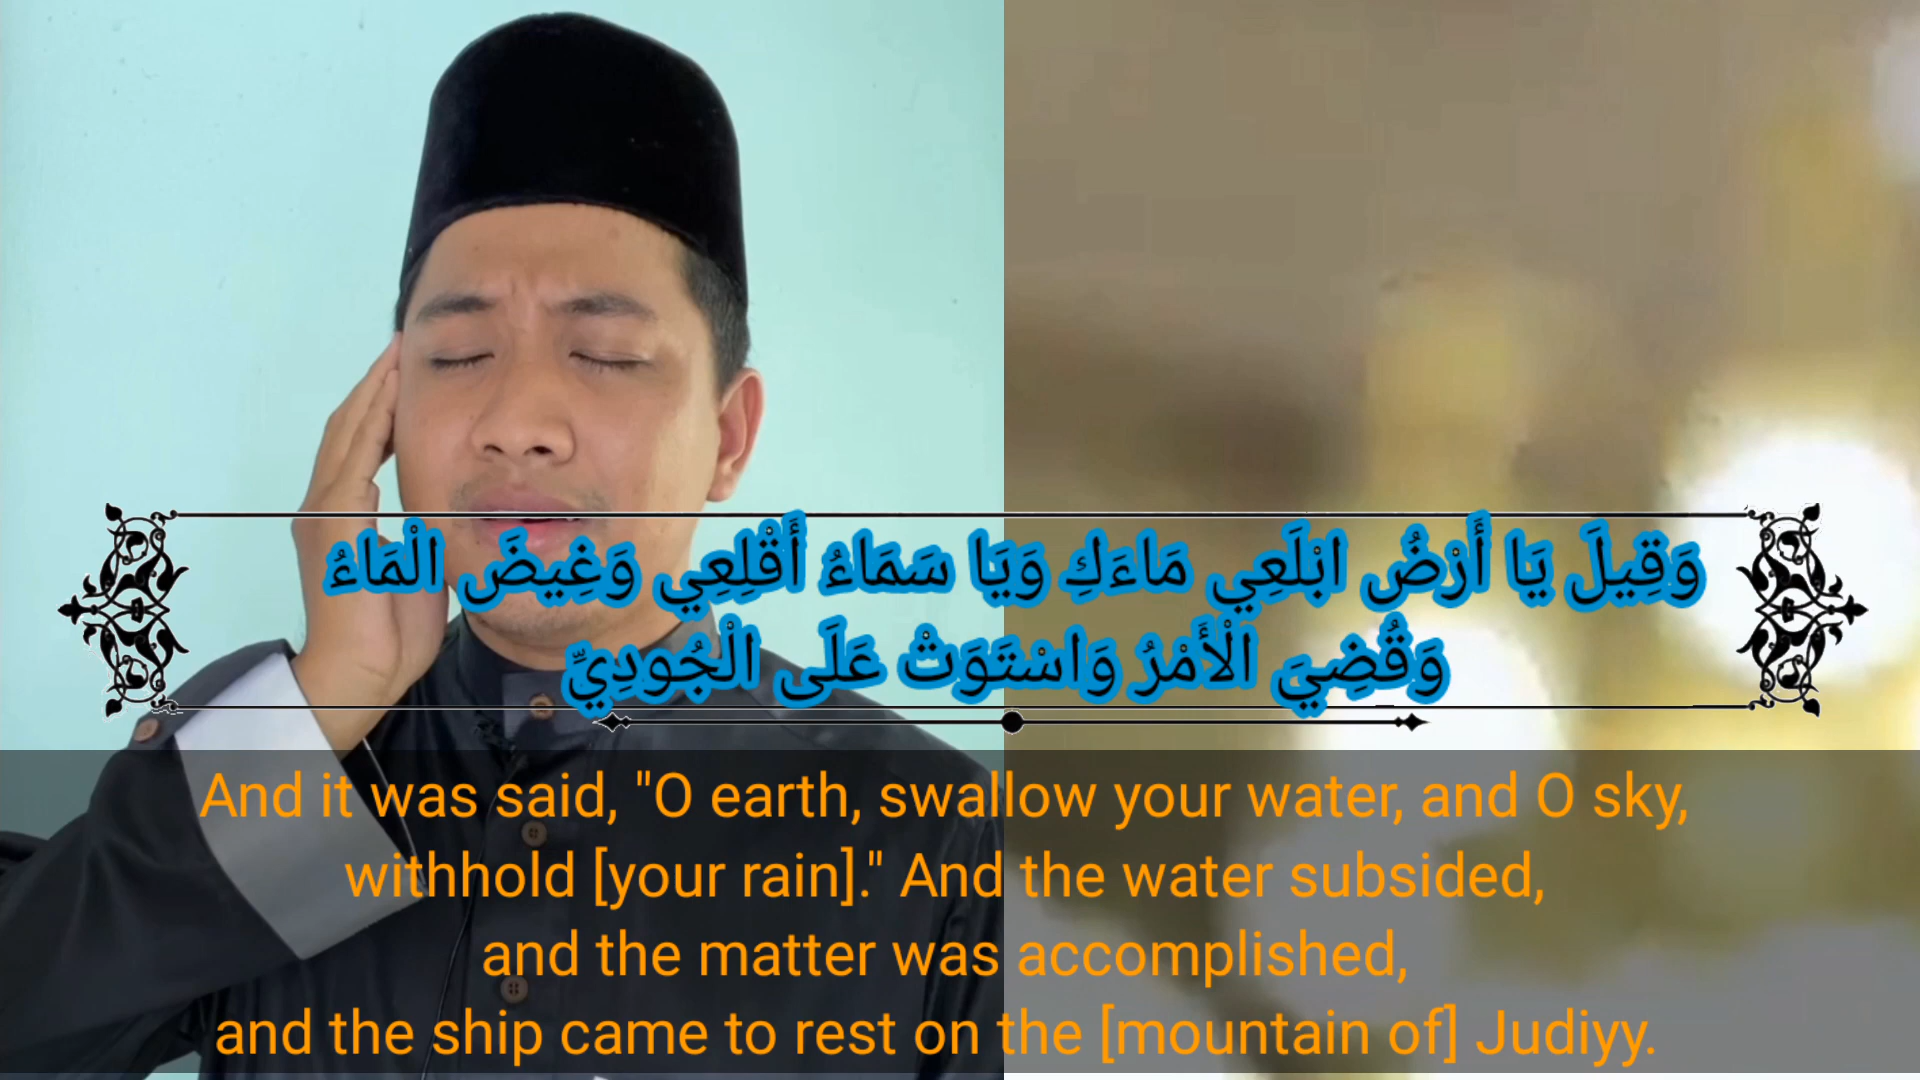 وَقِيلَ يَا أَرْضُ ابْلَعِي مَاءَكِ وَيَا سَمَاءُ أَقْلِعِي وَغِيضَ الْمَاءُ
وَقُضِيَ الْأَمْرُ وَاسْتَوَتْ عَلَى الْجُودِيِّ
And it was said, "O earth, swallow your water, and O sky,
withhold [your rain]." And the water subsided,
and the matter was accomplished,
and the ship came to rest on the [mountain of] Judiyy.